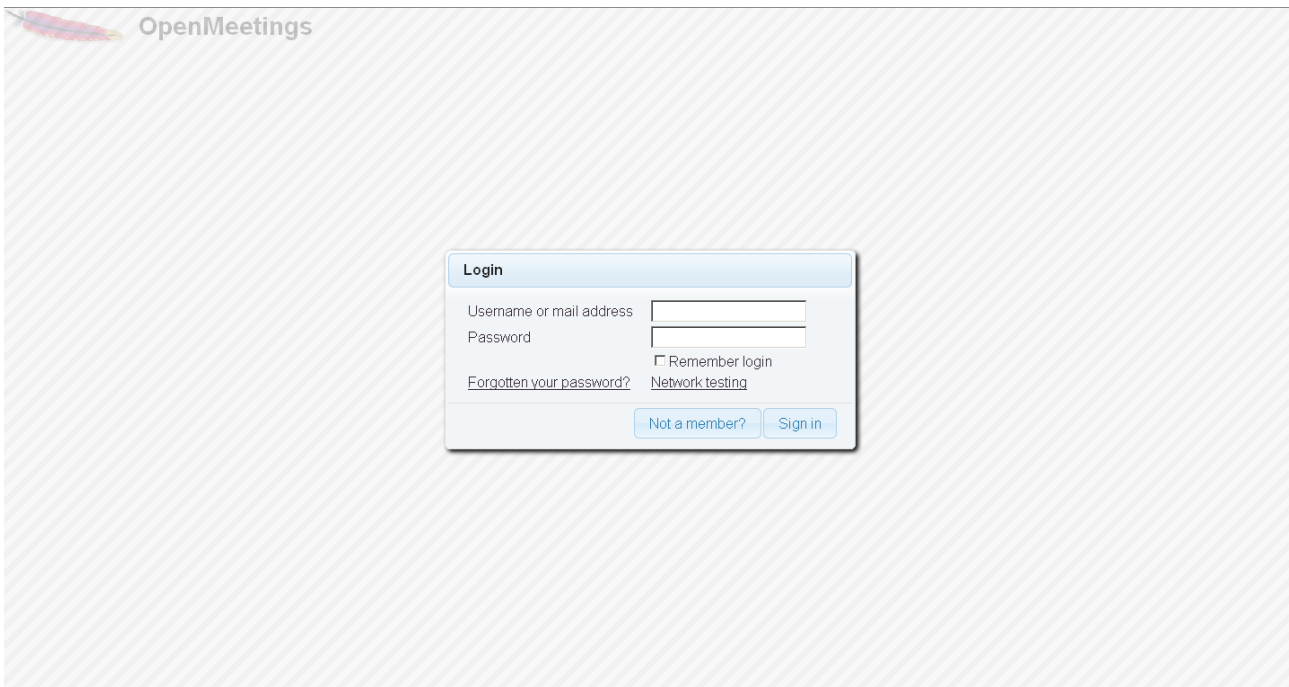 OpenMeetings
Login
Username or mail address
Password
Remember login
Forgotten your password? Network testing
Not a member? Sign in